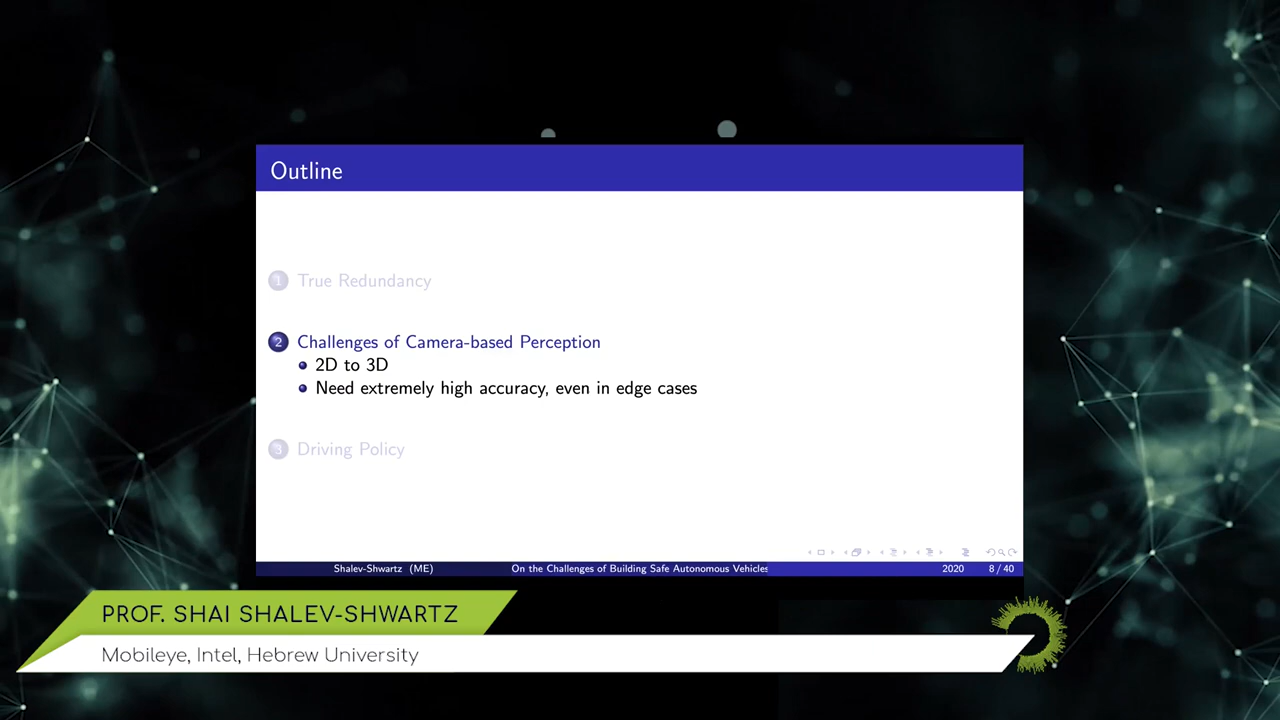 Outline
1 True Redundancy
2 Challenges of Camera-based Perception
2D to 3D
Need extremely high accuracy, even in edge cases
3 Driving Policy
Shalev-Shwartz (ME) On the Challenges of Building Safe Autonomous Vehicles 2020 8 / 40
PROF. SHAI SHALEV-SHWARTZ
Mobileye, Intel, Hebrew University